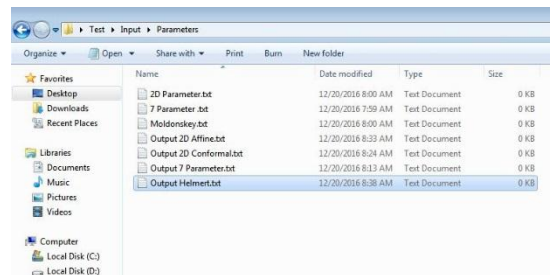 Test Input Parameters
Organize Open Share with Print Burn New folder
Favorites
Desktop
Downloads
Recent Places
Libraries
Documents
Music
Pictures
Videos
Computer
Local Disk (C:)
Local Disk (D:)
Name Date modified Type Size
2D Parameter.txt 12/20/2016 8:00 AM Text Document 0 KB
7 Parameter .txt 12/20/2016 7:59 AM Text Document 0 KB
Moldonskey.txt 12/20/2016 8:00 AM Text Document 0 KB
Output 2D Affine.txt 12/20/2016 8:33 AM Text Document 0 KB
Output 2D Conformal.txt 12/20/2016 8:24 AM Text Document 0 KB
Output 7 Parameter.txt 12/20/2016 8:13 AM Text Document 0 KB
Output Helmert.txt 12/20/2016 8:38 AM Text Document 0 KB